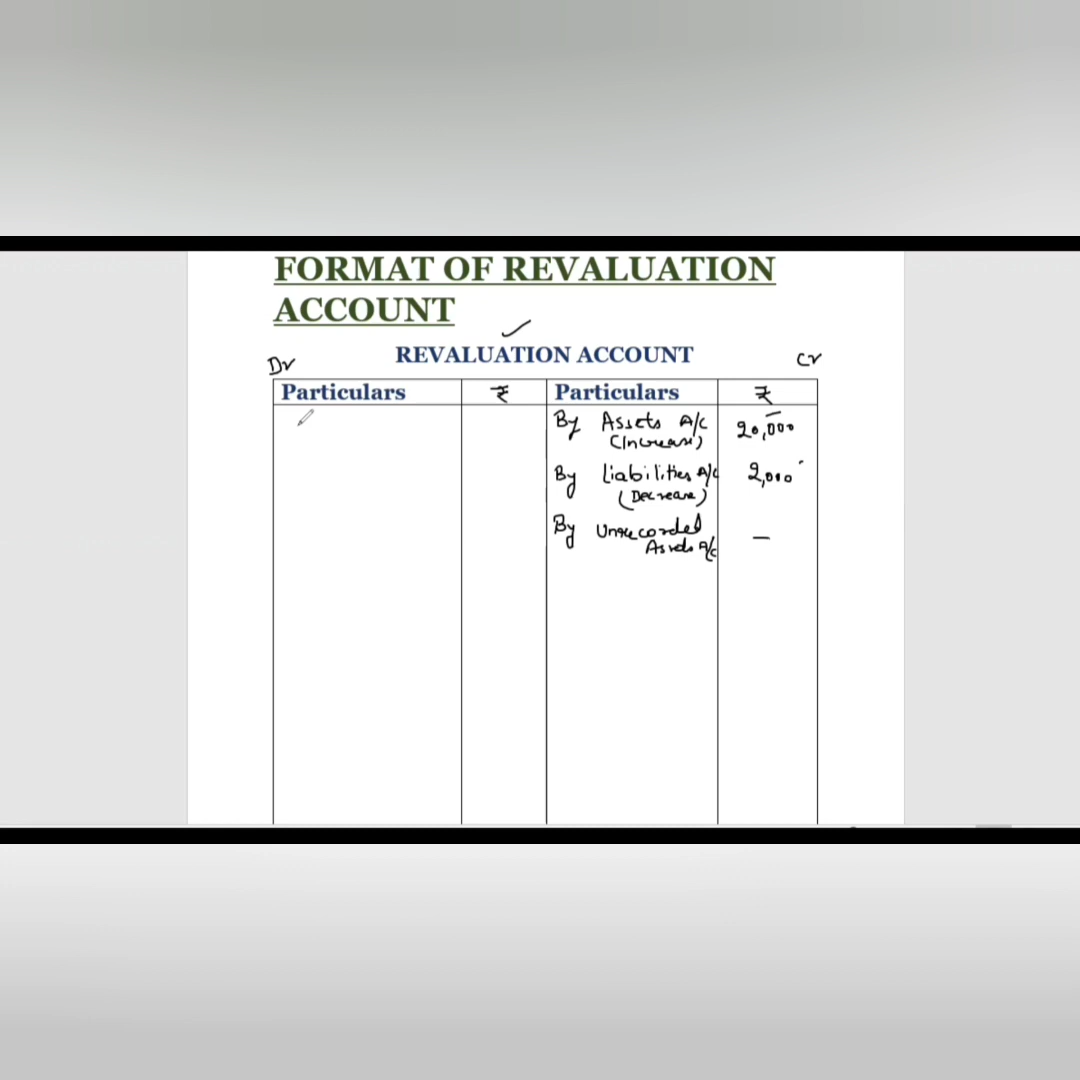 FORMAT OF REVALUATION
ACCOUNT
REVALUATION ACCOUNT
Dr
Cr
Particulars ₹ Particulars ₹
By Assets A/c 20,000
(Increase)
By Liabilities A/c 2,000
(Decrease)
By Unrecorded —
Assets A/c